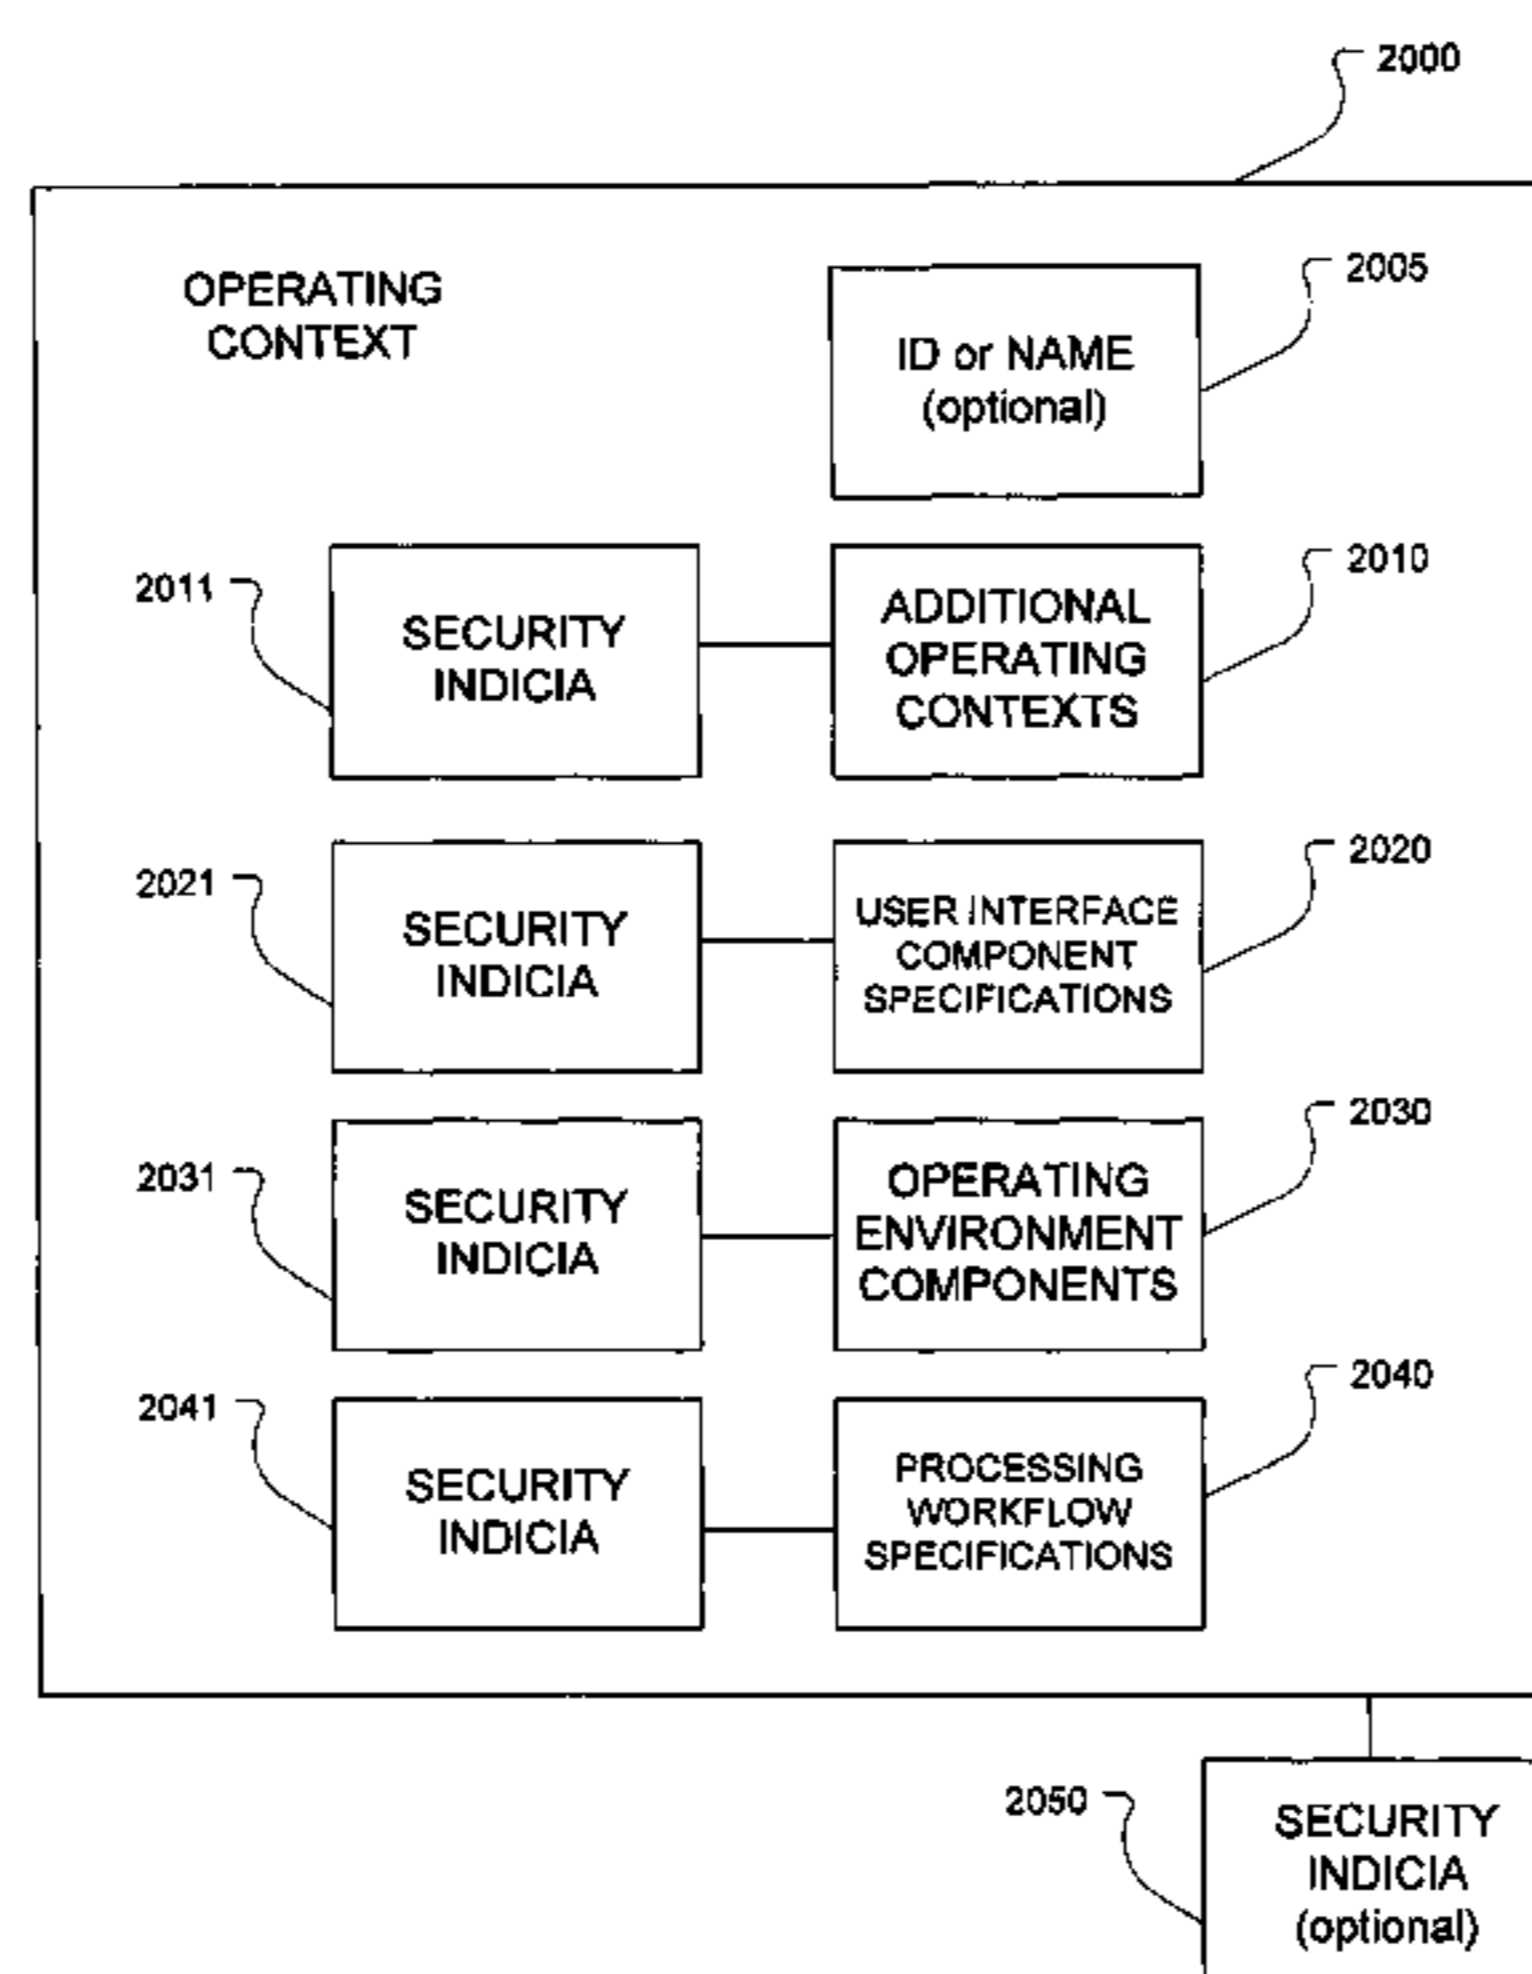 2000
OPERATING
CONTEXT
2005
ID or NAME
(optional)
2011
SECURITY
INDICIA
2010
ADDITIONAL
OPERATING
CONTEXTS
2021
SECURITY
INDICIA
2020
USER INTERFACE
COMPONENT
SPECIFICATIONS
2031
SECURITY
INDICIA
2030
OPERATING
ENVIRONMENT
COMPONENTS
2041
SECURITY
INDICIA
2040
PROCESSING
WORKFLOW
SPECIFICATIONS
2050
SECURITY
INDICIA
(optional)